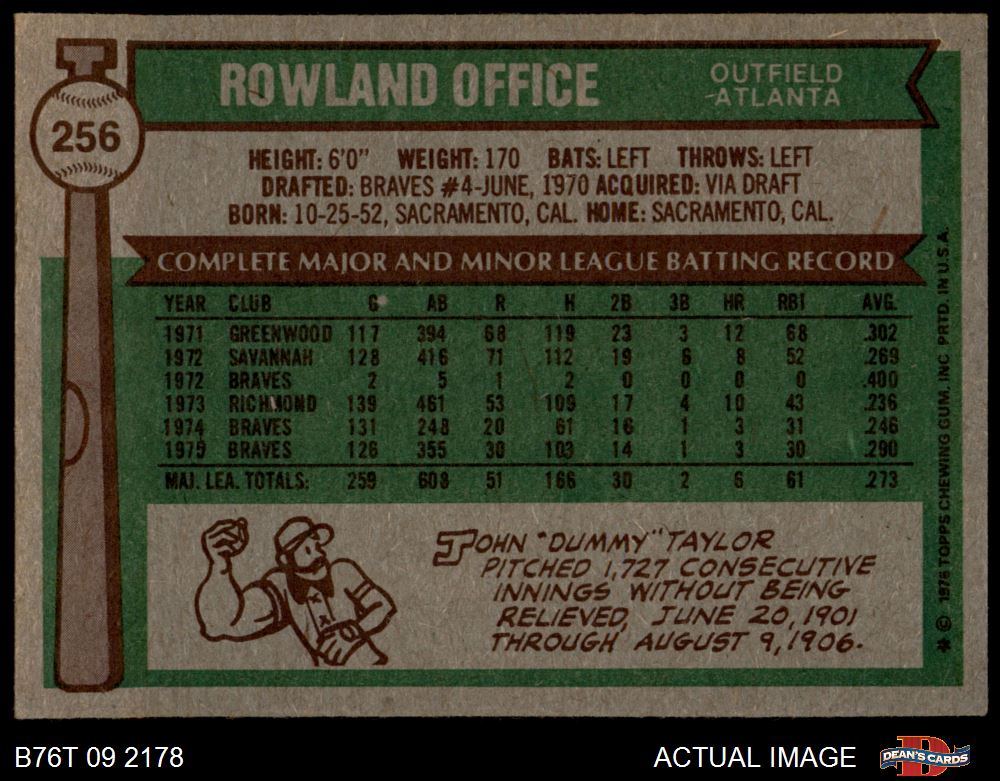 ROWLAND OFFICE
OUTFIELD
-ATLANTA
256
HEIGHT: 6'0" WEIGHT: 170 BATS: LEFT THROWS: LEFT
DRAFTED: BRAVES #4-JUNE, 1970 ACQUIRED: VIA DRAFT
BORN: 10-25-52, SACRAMENTO, CAL. HOME: SACRAMENTO, CAL.
COMPLETE MAJOR AND MINOR LEAGUE BATTING RECORD
YEAR CLUB G AB R H 2B 3B HR RBI AVG.
1971 GREENWOOD 117 394 68 119 23 3 12 68 .302
1972 SAVANNAH 128 416 71 112 19 6 8 52 .269
1972 BRAVES 2 5 1 2 0 0 0 0 .400
1973 RICHMOND 139 461 53 109 17 4 10 43 .236
1974 BRAVES 131 248 20 61 16 1 3 31 .246
1975 BRAVES 126 355 30 103 14 1 3 30 .290
MAJ. LEA. TOTALS: 259 608 51 166 30 2 6 61 .273
JOHN "DUMMY" TAYLOR
PITCHED 1,727 CONSECUTIVE
INNINGS WITHOUT BEING
RELIEVED, JUNE 20, 1901
THROUGH AUGUST 9, 1906.
* © 1976 TOPPS CHEWING GUM, INC. PRTD. IN U.S.A.
B76T 09 2178
ACTUAL IMAGE
DEAN'S CARDS